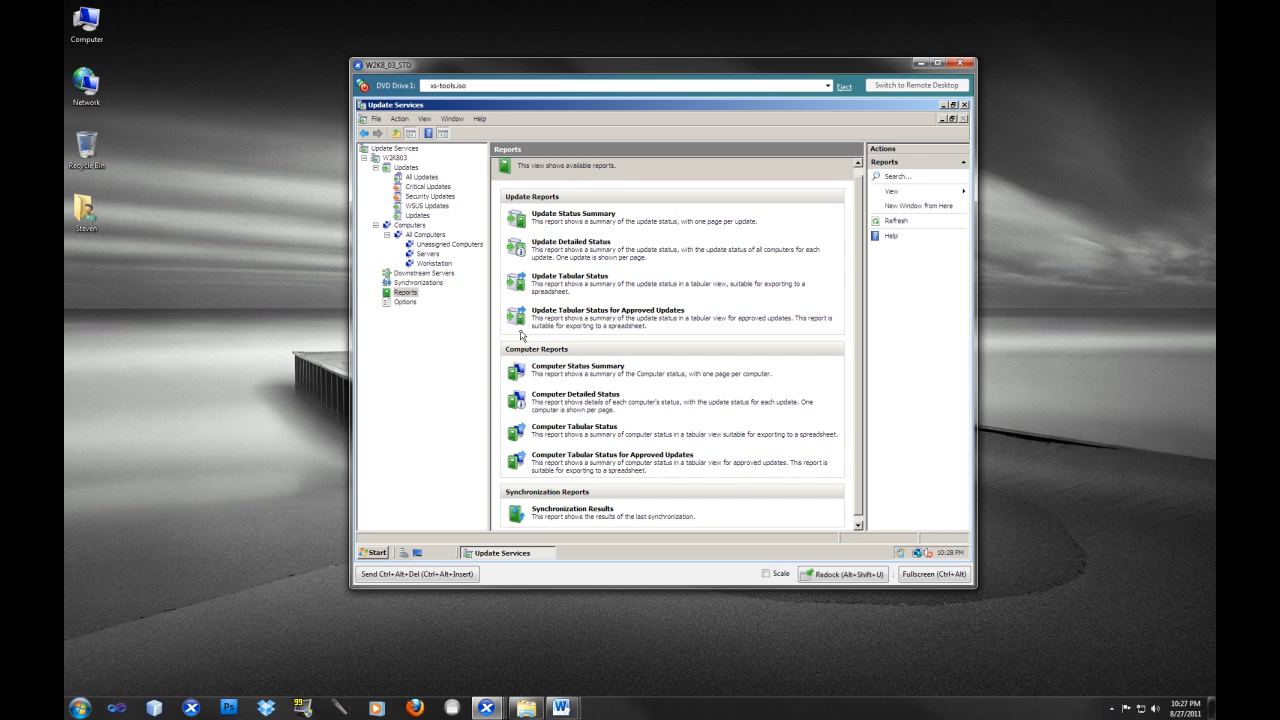 Computer
Network
Recycle Bin
Steven
W2K8_03_STD
DVD Drive 1: xs-tools.iso Eject Switch to Remote Desktop
Update Services
File Action View Window Help
Update Services
W2K803
Updates
All Updates
Critical Updates
Security Updates
WSUS Updates
Updates
Computers
All Computers
Unassigned Computers
Servers
Workstation
Downstream Servers
Synchronizations
Reports
Options
Reports
This view shows available reports.
Update Reports
Update Status Summary
This report shows a summary of the update status, with one page per update.
Update Detailed Status
This report shows a summary of the update status, with the update status of all computers for each
update. One update is shown per page.
Update Tabular Status
This report shows a summary of the update status in a tabular view, suitable for exporting to a
spreadsheet.
Update Tabular Status for Approved Updates
This report shows a summary of the update status in a tabular view for approved updates. This report is
suitable for exporting to a spreadsheet.
Computer Reports
Computer Status Summary
This report shows a summary of the Computer status, with one page per computer.
Computer Detailed Status
This report shows details of each computer's status, with the update status for each update. One
computer is shown per page.
Computer Tabular Status
This report shows a summary of computer status in a tabular view suitable for exporting to a spreadsheet.
Computer Tabular Status for Approved Updates
This report shows a summary of computer status in a tabular view for approved updates. This report is
suitable for exporting to a spreadsheet.
Synchronization Reports
Synchronization Results
This report shows the results of the last synchronization.
Actions
Reports
Search...
View
New Window from Here
Refresh
Help
Start Update Services 10:28 PM
Send Ctrl+Alt+Del (Ctrl+Alt+Insert) Scale Redock (Alt+Shift+U) Fullscreen (Ctrl+Alt)
Ps 99 W
10:27 PM
8/27/2011